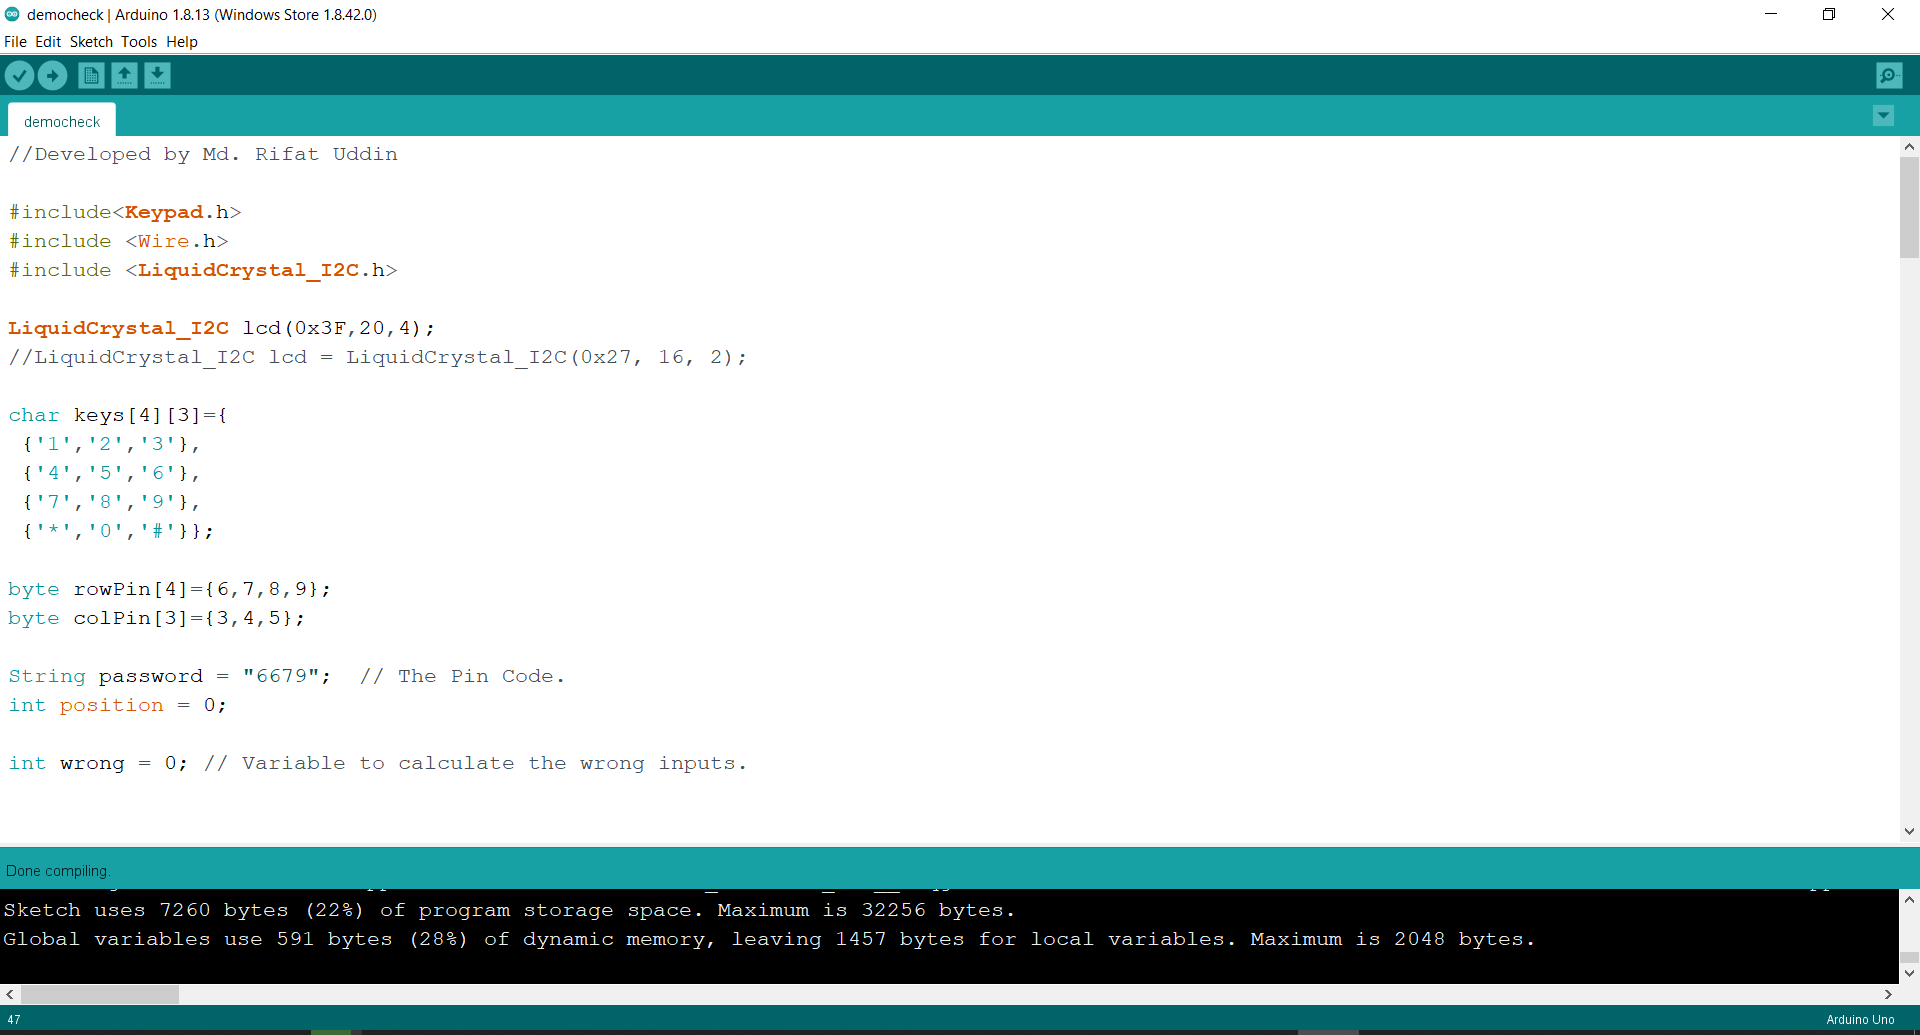 democheck | Arduino 1.8.13 (Windows Store 1.8.42.0)
File Edit Sketch Tools Help
democheck
//Developed by Md. Rifat Uddin
#include<Keypad.h>
#include <Wire.h>
#include <LiquidCrystal_I2C.h>
LiquidCrystal_I2C lcd(0x3F,20,4);
//LiquidCrystal_I2C lcd = LiquidCrystal_I2C(0x27, 16, 2);
char keys[4][3]={
{'1','2','3'},
{'4','5','6'},
{'7','8','9'},
{'*','0','#'}};
byte rowPin[4]={6,7,8,9};
byte colPin[3]={3,4,5};
String password = "6679";  // The Pin Code.
int position = 0;
int wrong = 0; // Variable to calculate the wrong inputs.
Done compiling.
Sketch uses 7260 bytes (22%) of program storage space. Maximum is 32256 bytes.
Global variables use 591 bytes (28%) of dynamic memory, leaving 1457 bytes for local variables. Maximum is 2048 bytes.
47
Arduino Uno